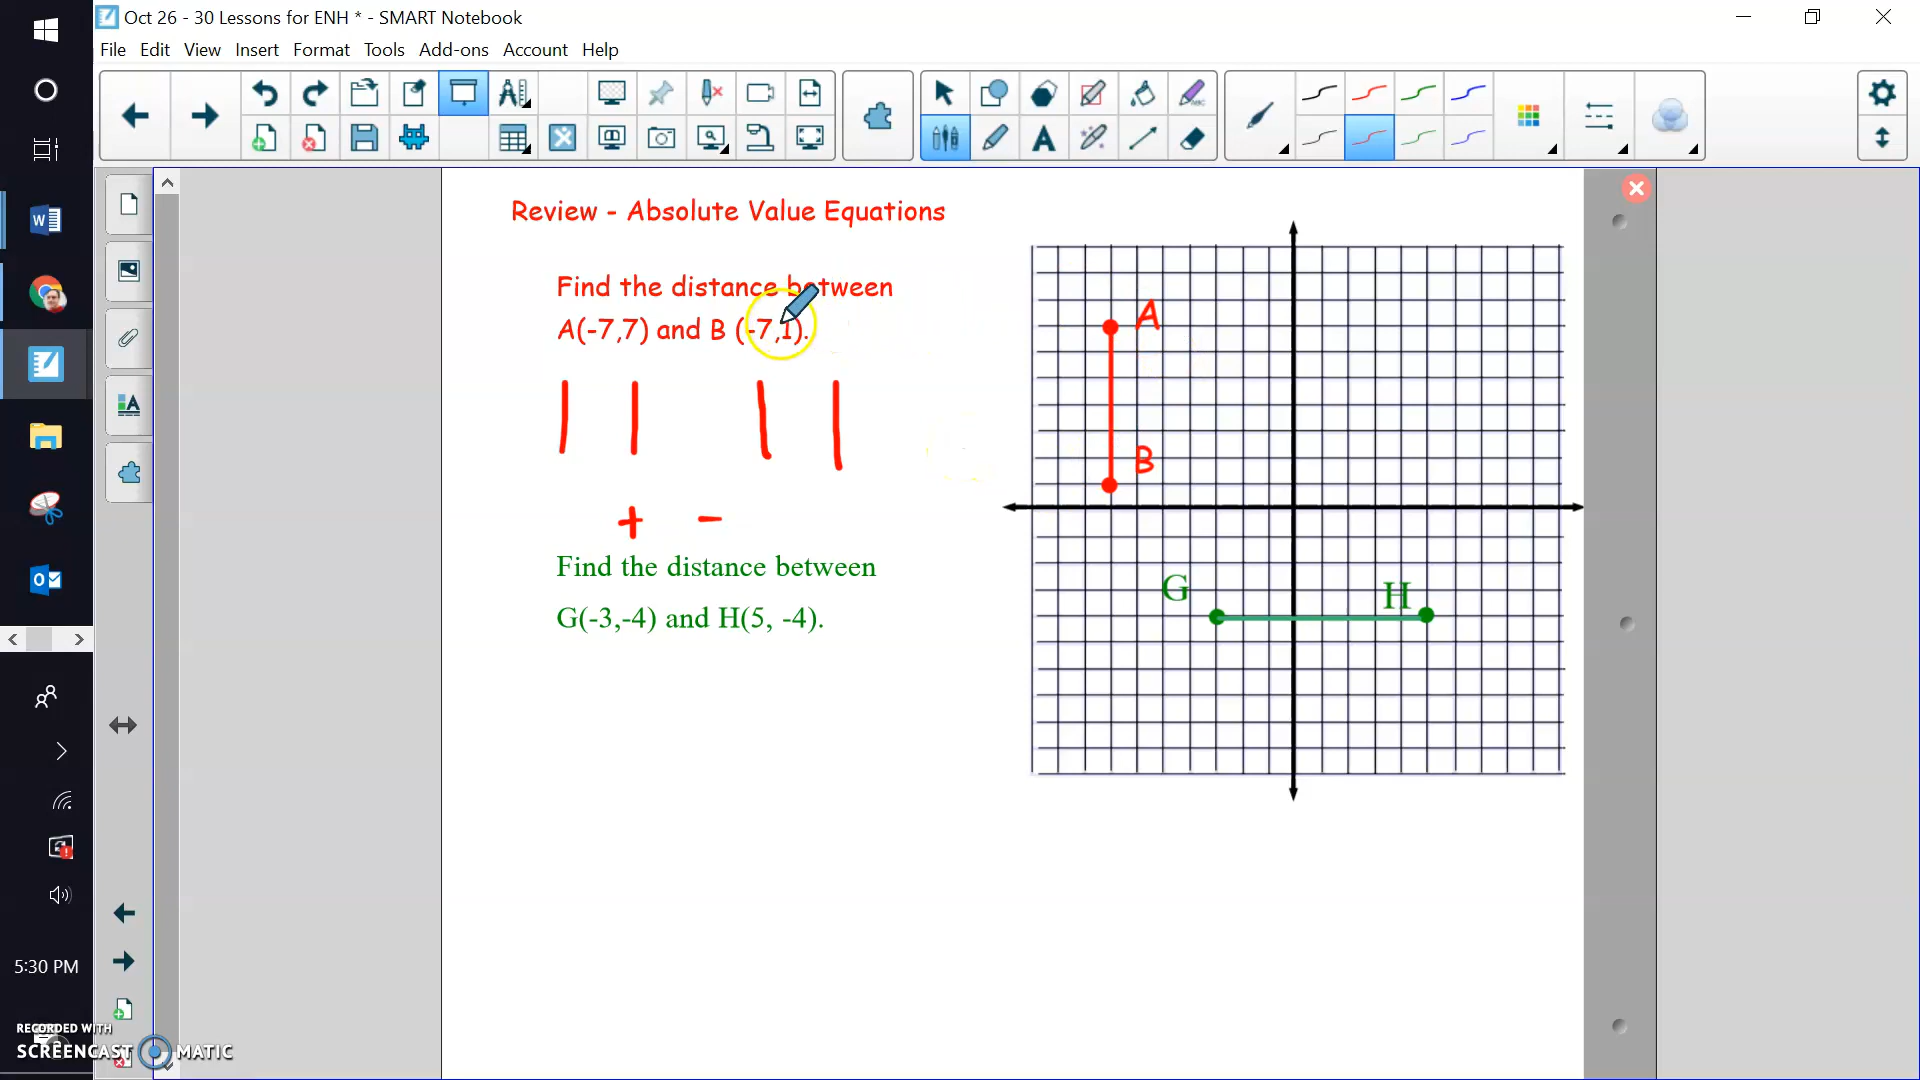 Oct 26 - 30 Lessons for ENH * - SMART Notebook
File Edit View Insert Format Tools Add-ons Account Help
Review - Absolute Value Equations
Find the distance between
A(-7,7) and B (-7,1).
| | | |
+ -
Find the distance between
G(-3,-4) and H(5, -4).
A
B
G
H
5:30 PM
RECORDED WITH
SCREENCAST MATIC